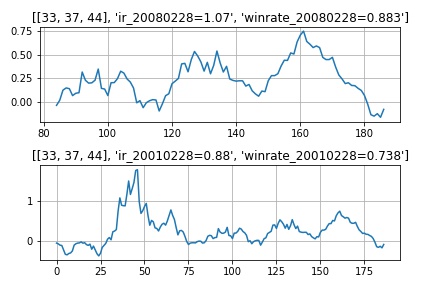 [[33, 37, 44], 'ir_20080228=1.07', 'winrate_20080228=0.883']
0.75
0.50
0.25
0.00
80 100 120 140 160 180
[[33, 37, 44], 'ir_20010228=0.88', 'winrate_20010228=0.738']
1
0
0 25 50 75 100 125 150 175